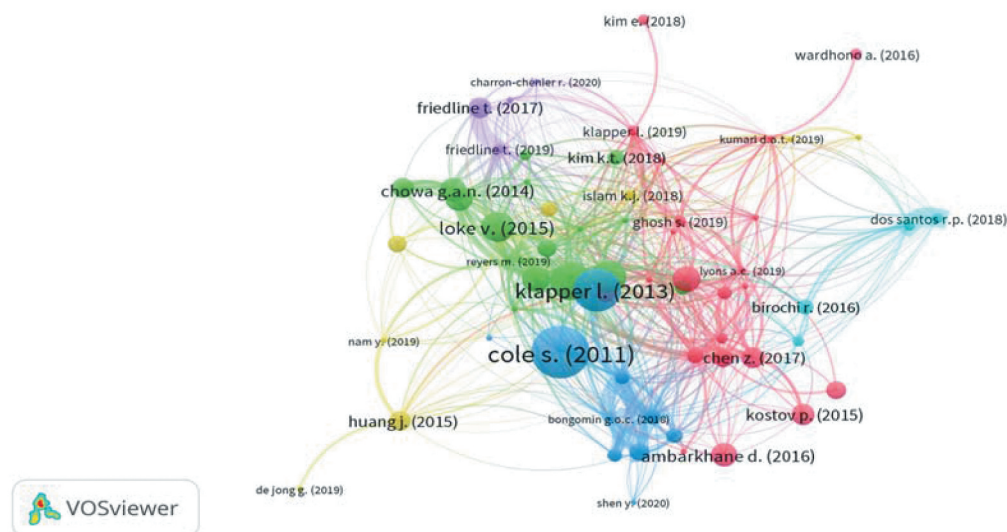 kim e. (2018)
wardhono a. (2016)
charron-chenier r. (2020)
friedline t. (2017)
klapper l. (2019)
kumari d.o.t. (2019)
friedline t. (2019)
kim k.t. (2018)
chowa g.a.n. (2014)
islam k.j. (2018)
ghosh s. (2019)
dos santos r.p. (2018)
loke v. (2015)
reyers m. (2019)
lyons a.c. (2019)
klapper l. (2013)
birochi r. (2016)
nam y. (2019)
cole s. (2011)
chen z. (2017)
huang j. (2015)
bongomin g.o.c. (2018)
kostov p. (2015)
ambarkhane d. (2016)
de jong g. (2019)
shen y. (2020)
VOSviewer